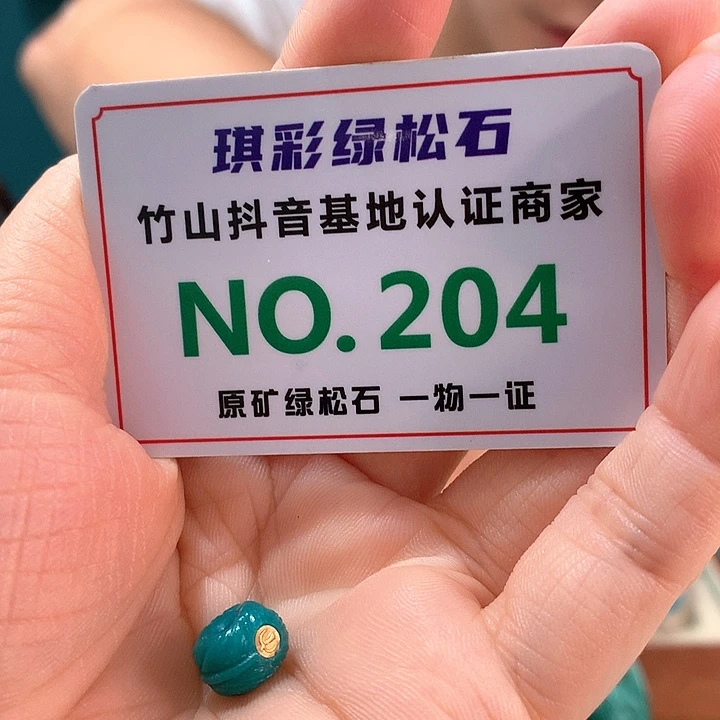 琪彩绿松石
竹山抖音基地认证商家
NO.204
原矿绿松石 一物一证